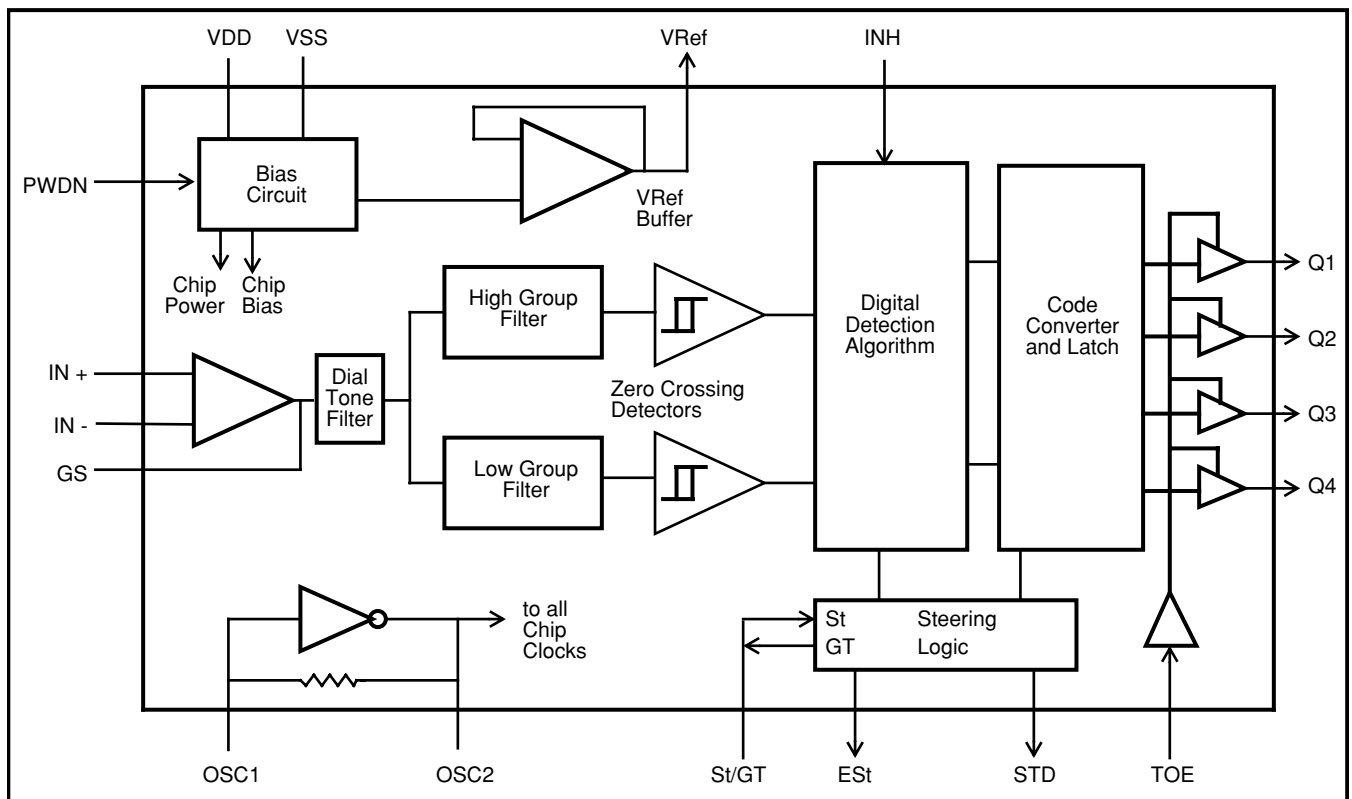 VDD
VSS
VRef
INH
PWDN
Bias
Circuit
VRef
Buffer
Chip
Power
Chip
Bias
High Group
Filter
Digital
Detection
Algorithm
Code
Converter
and Latch
Q1
Q2
Q3
Q4
IN +
IN -
GS
Dial
Tone
Filter
Zero Crossing
Detectors
Low Group
Filter
to all
Chip
Clocks
St
GT
Steering
Logic
OSC1
OSC2
St/GT
ESt
STD
TOE